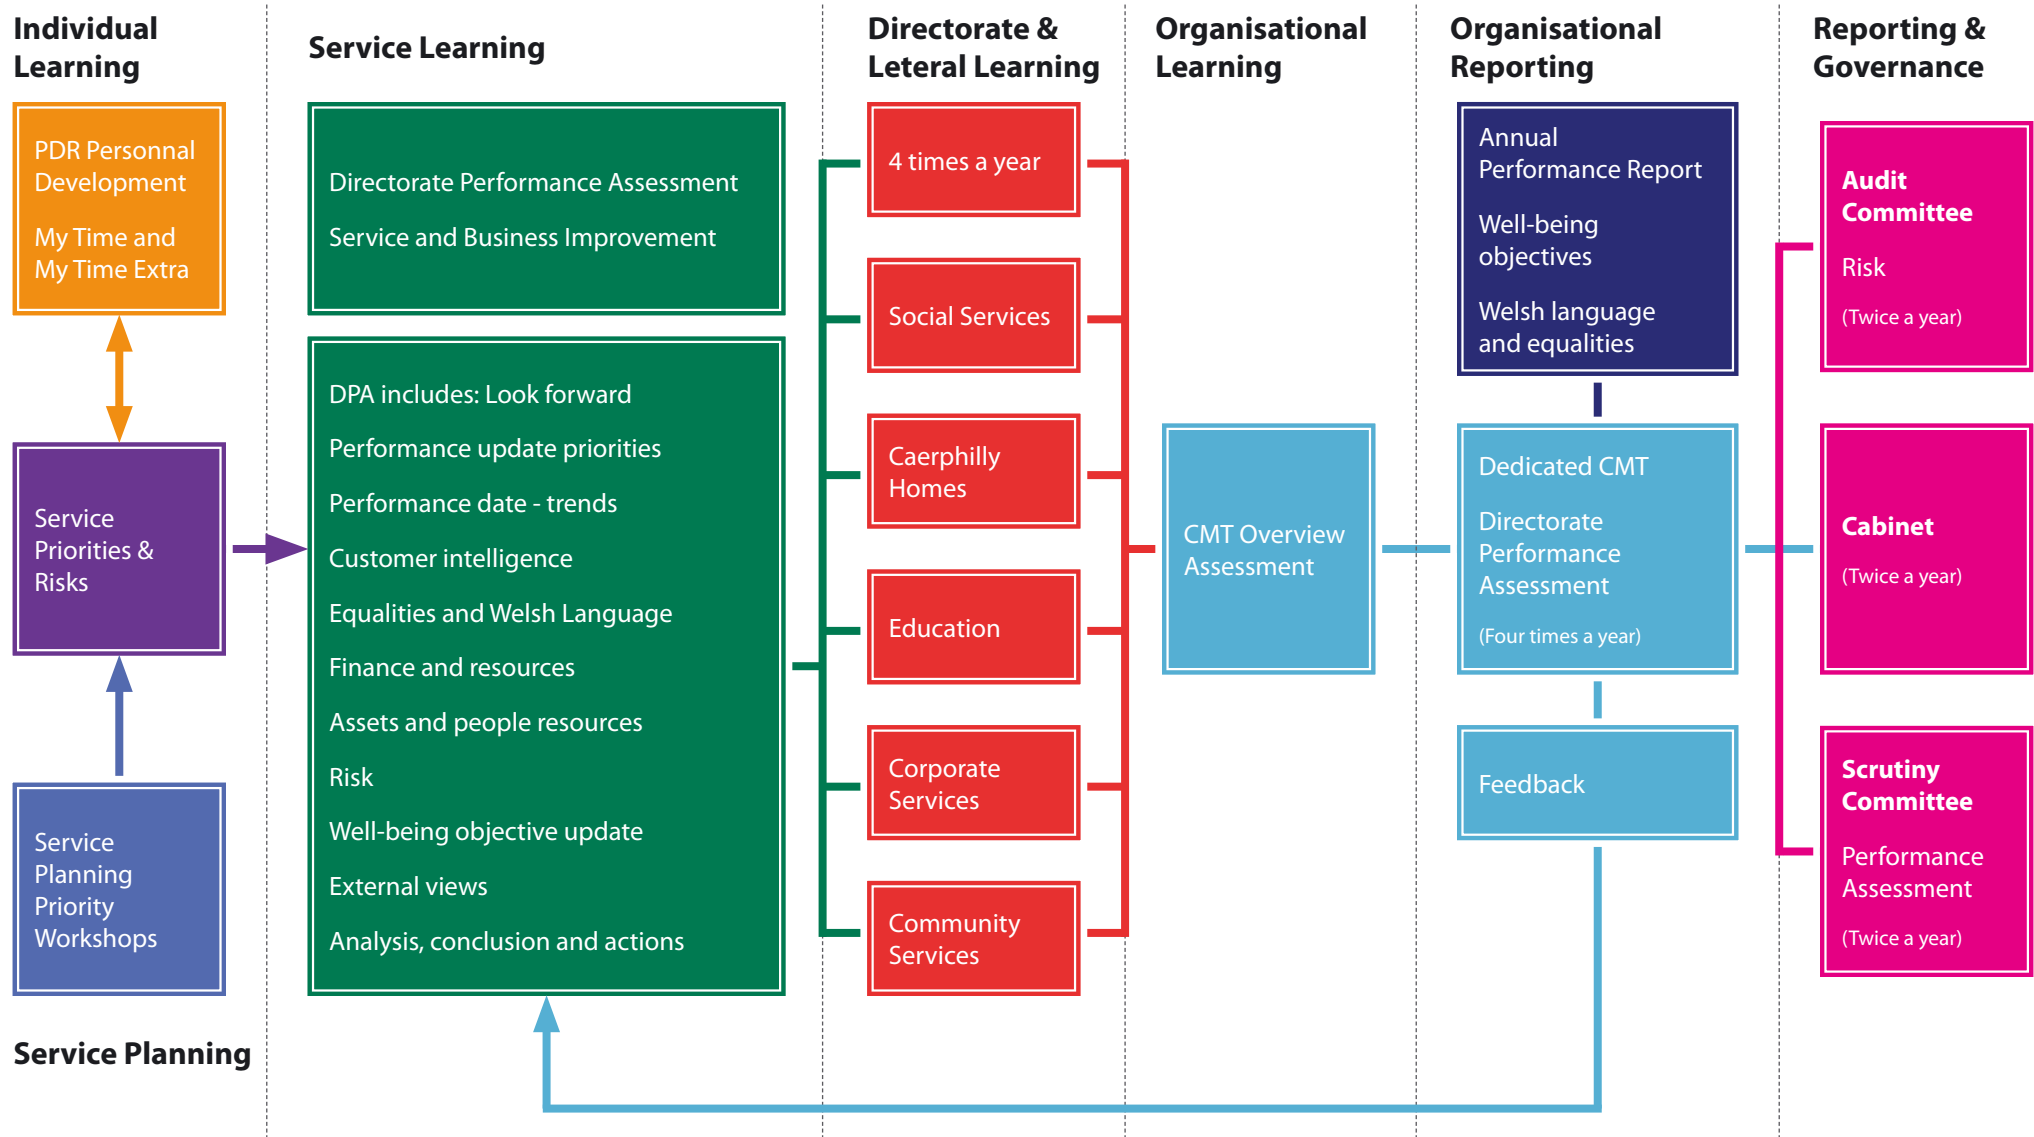 Individual
Learning
PDR Personnal
Development
My Time and
My Time Extra
Service
Priorities &
Risks
Service
Planning
Priority
Workshops
Service Planning
Service Learning
Directorate Performance Assessment
Service and Business Improvement
DPA includes: Look forward
Performance update priorities
Performance date - trends
Customer intelligence
Equalities and Welsh Language
Finance and resources
Assets and people resources
Risk
Well-being objective update
External views
Analysis, conclusion and actions
Directorate &
Leteral Learning
4 times a year
Social Services
Caerphilly
Homes
Education
Corporate
Services
Community
Services
Organisational
Learning
CMT Overview
Assessment
Organisational
Reporting
Annual
Performance Report
Well-being
objectives
Welsh language
and equalities
Dedicated CMT
Directorate
Performance
Assessment
(Four times a year)
Feedback
Reporting &
Governance
Audit
Committee
Risk
(Twice a year)
Cabinet
(Twice a year)
Scrutiny
Committee
Performance
Assessment
(Twice a year)